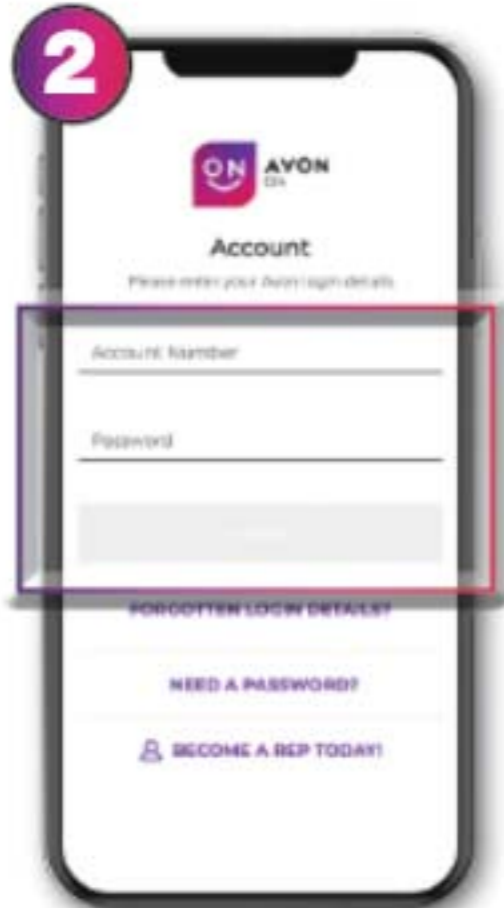 2
ON
AVON
Account
Please enter your Avon login details
Account Number
Password
FORGOTTEN LOGIN DETAILS?
NEED A PASSWORD?
BECOME A REP TODAY!